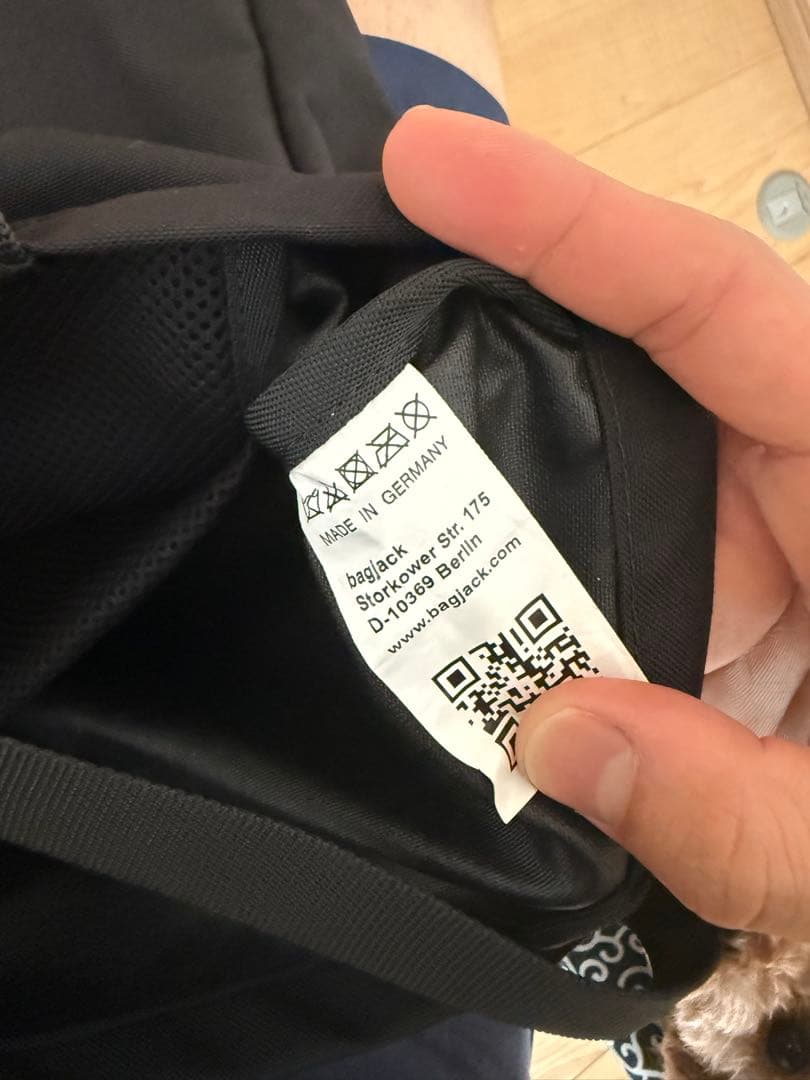 MADE IN GERMANY
bagjack
Storkower Str. 175
D-10369 Berlin
www.bagjack.com